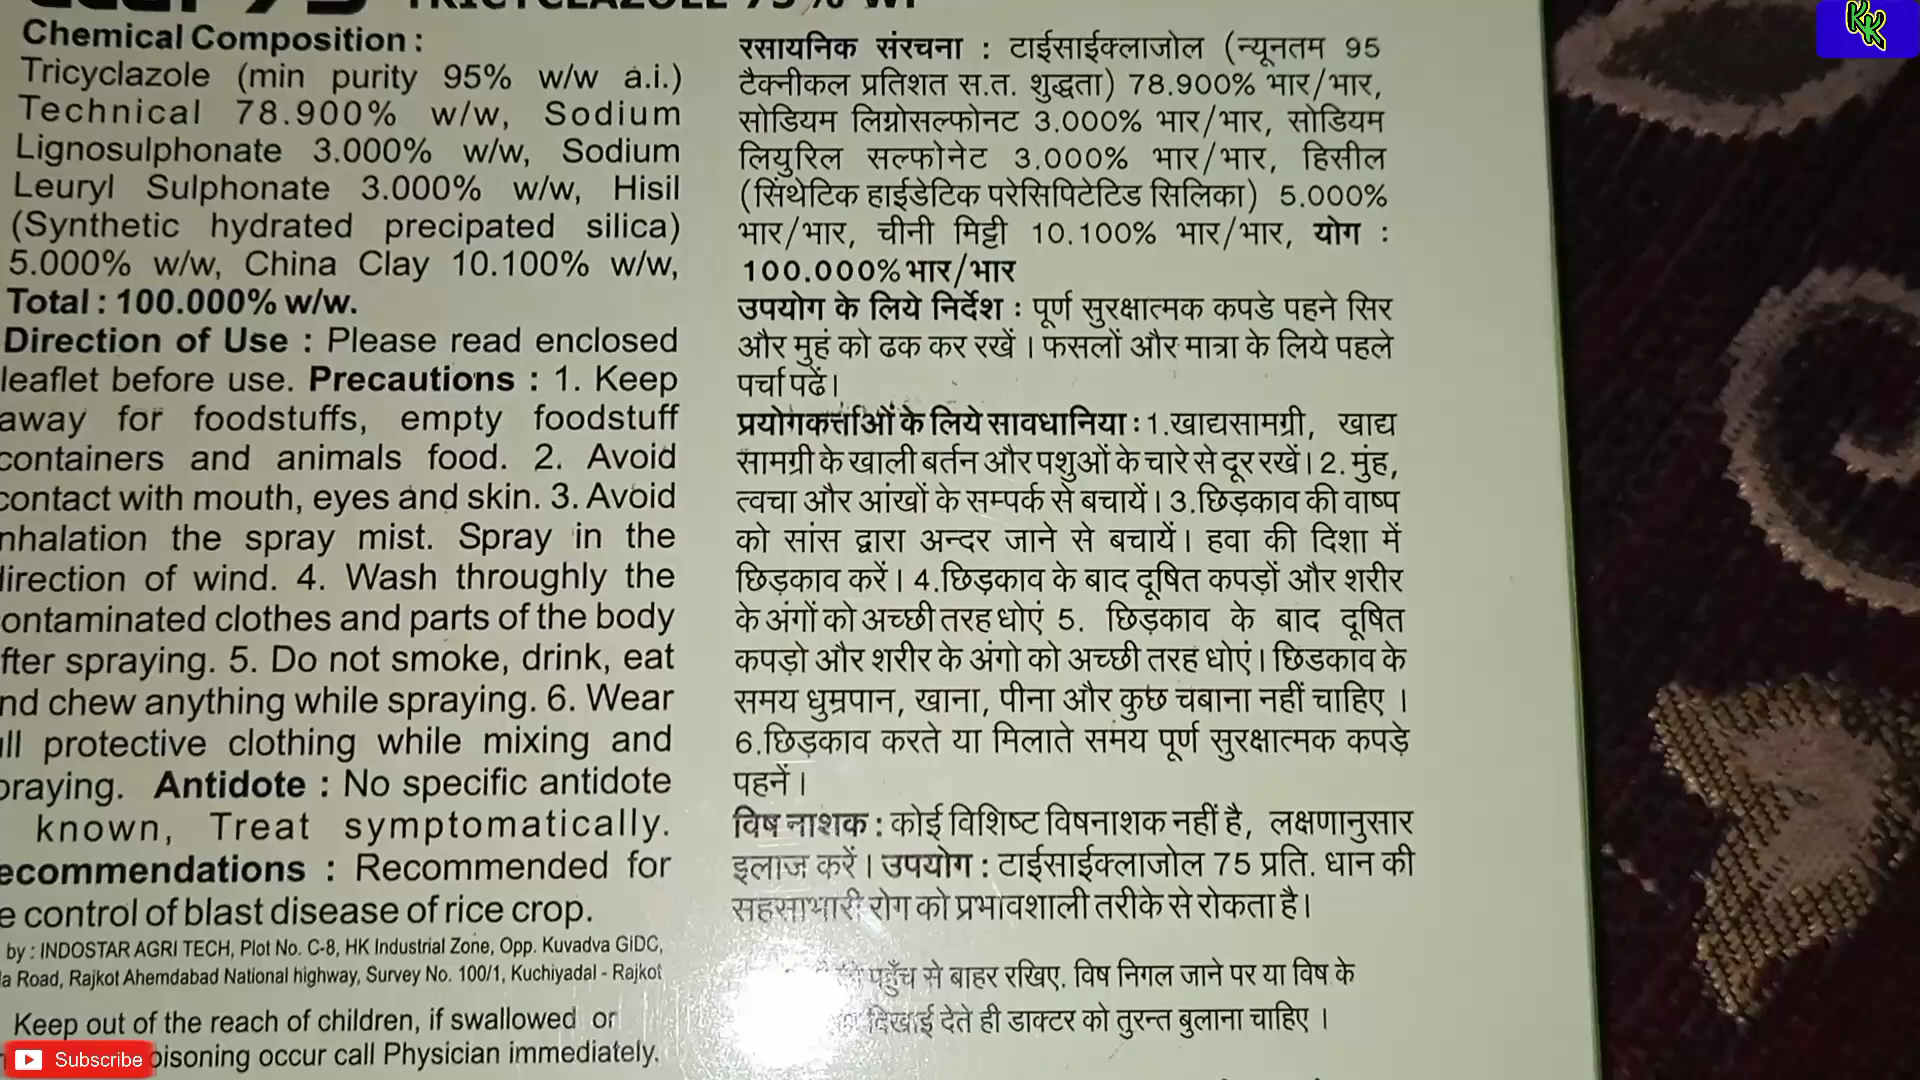 TRICYCLAZOLE 75% WP
Chemical Composition :
Tricyclazole (min purity 95% w/w a.i.)
Technical 78.900% w/w, Sodium
Lignosulphonate 3.000% w/w, Sodium
Leuryl Sulphonate 3.000% w/w, Hisil
(Synthetic hydrated precipated silica)
5.000% w/w, China Clay 10.100% w/w,
Total : 100.000% w/w.
Direction of Use : Please read enclosed
leaflet before use. Precautions : 1. Keep
away for foodstuffs, empty foodstuff
containers and animals food. 2. Avoid
contact with mouth, eyes and skin. 3. Avoid
nhalation the spray mist. Spray in the
direction of wind. 4. Wash throughly the
ontaminated clothes and parts of the body
fter spraying. 5. Do not smoke, drink, eat
nd chew anything while spraying. 6. Wear
ll protective clothing while mixing and
praying. Antidote : No specific antidote
known, Treat symptomatically.
ecommendations : Recommended for
e control of blast disease of rice crop.
by : INDOSTAR AGRI TECH, Plot No. C-8, HK Industrial Zone, Opp. Kuvadva GIDC,
a Road, Rajkot Ahemdabad National highway, Survey No. 100/1, Kuchiyadal - Rajkot
Keep out of the reach of children, if swallowed or
oisoning occur call Physician immediately.
रसायनिक संरचना : टाईसाईक्लाजोल (न्यूनतम 95
टैक्नीकल प्रतिशत स.त. शुद्धता) 78.900% भार/भार,
सोडियम लिग्नोसल्फोनट 3.000% भार/भार, सोडियम
लियुरिल सल्फोनेट 3.000% भार/भार, हिसील
(सिंथेटिक हाईडेटिक परेसिपिटेटिड सिलिका) 5.000%
भार/भार, चीनी मिट्टी 10.100% भार/भार, योग :
100.000% भार/भार
उपयोग के लिये निर्देश : पूर्ण सुरक्षात्मक कपडे पहने सिर
और मुहं को ढक कर रखें । फसलों और मात्रा के लिये पहले
पर्चा पढें।
प्रयोगकर्त्ताओं के लिये सावधानिया : 1.खाद्यसामग्री, खाद्य
सामग्री के खाली बर्तन और पशुओं के चारे से दूर रखें। 2. मुंह,
त्वचा और आंखों के सम्पर्क से बचायें। 3.छिड़काव की वाष्प
को सांस द्वारा अन्दर जाने से बचायें। हवा की दिशा में
छिड़काव करें। 4.छिड़काव के बाद दूषित कपड़ों और शरीर
के अंगों को अच्छी तरह धोएं 5. छिड़काव के बाद दूषित
कपड़ो और शरीर के अंगो को अच्छी तरह धोएं। छिडकाव के
समय धुम्रपान, खाना, पीना और कुछ चबाना नहीं चाहिए ।
6.छिड़काव करते या मिलाते समय पूर्ण सुरक्षात्मक कपड़े
पहनें।
विष नाशक : कोई विशिष्ट विषनाशक नहीं है, लक्षणानुसार
इलाज करें। उपयोग : टाईसाईक्लाजोल 75 प्रति. धान की
सहसाभारी रोग को प्रभावशाली तरीके से रोकता है।
पहुँच से बाहर रखिए. विष निगल जाने पर या विष के
दिखाई देते ही डाक्टर को तुरन्त बुलाना चाहिए ।
KK
Subscribe